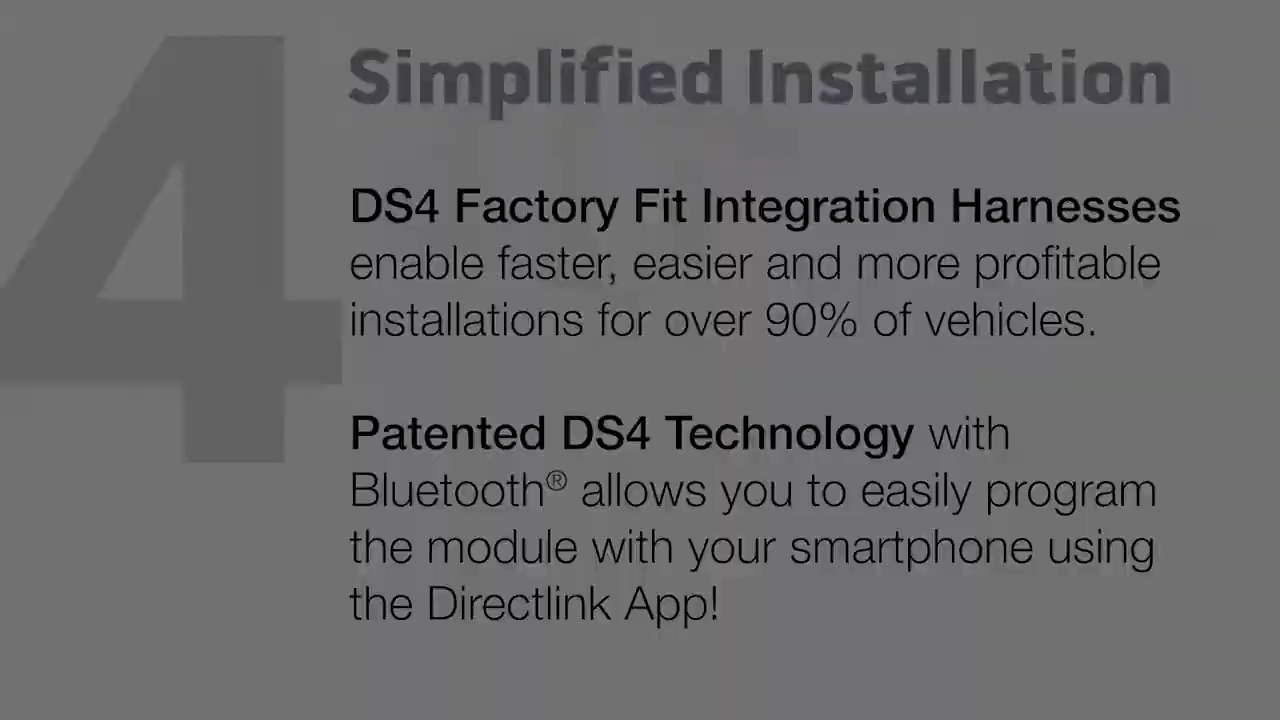 4
Simplified Installation
DS4 Factory Fit Integration Harnesses
enable faster, easier and more profitable
installations for over 90% of vehicles.
Patented DS4 Technology with
Bluetooth® allows you to easily program
the module with your smartphone using
the Directlink App!